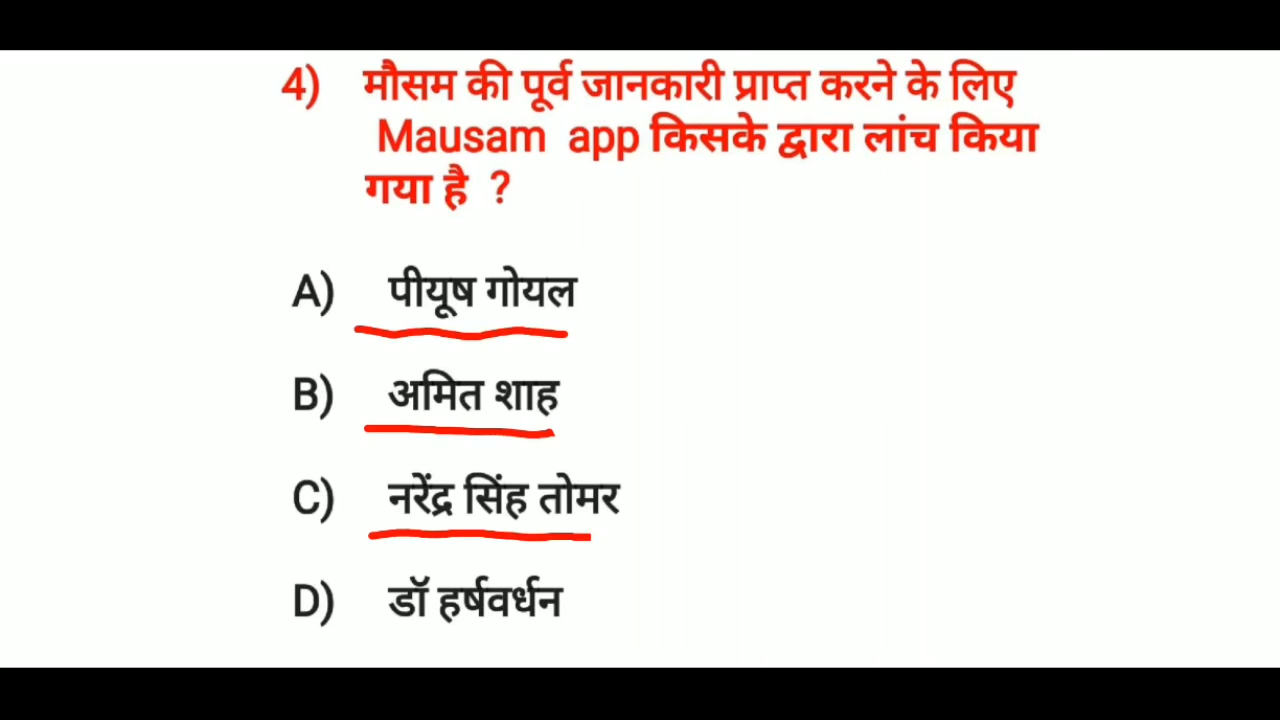 4) मौसम की पूर्व जानकारी प्राप्त करने के लिए
Mausam app किसके द्वारा लांच किया
गया है ?
A) पीयूष गोयल
B) अमित शाह
C) नरेंद्र सिंह तोमर
D) डॉ हर्षवर्धन